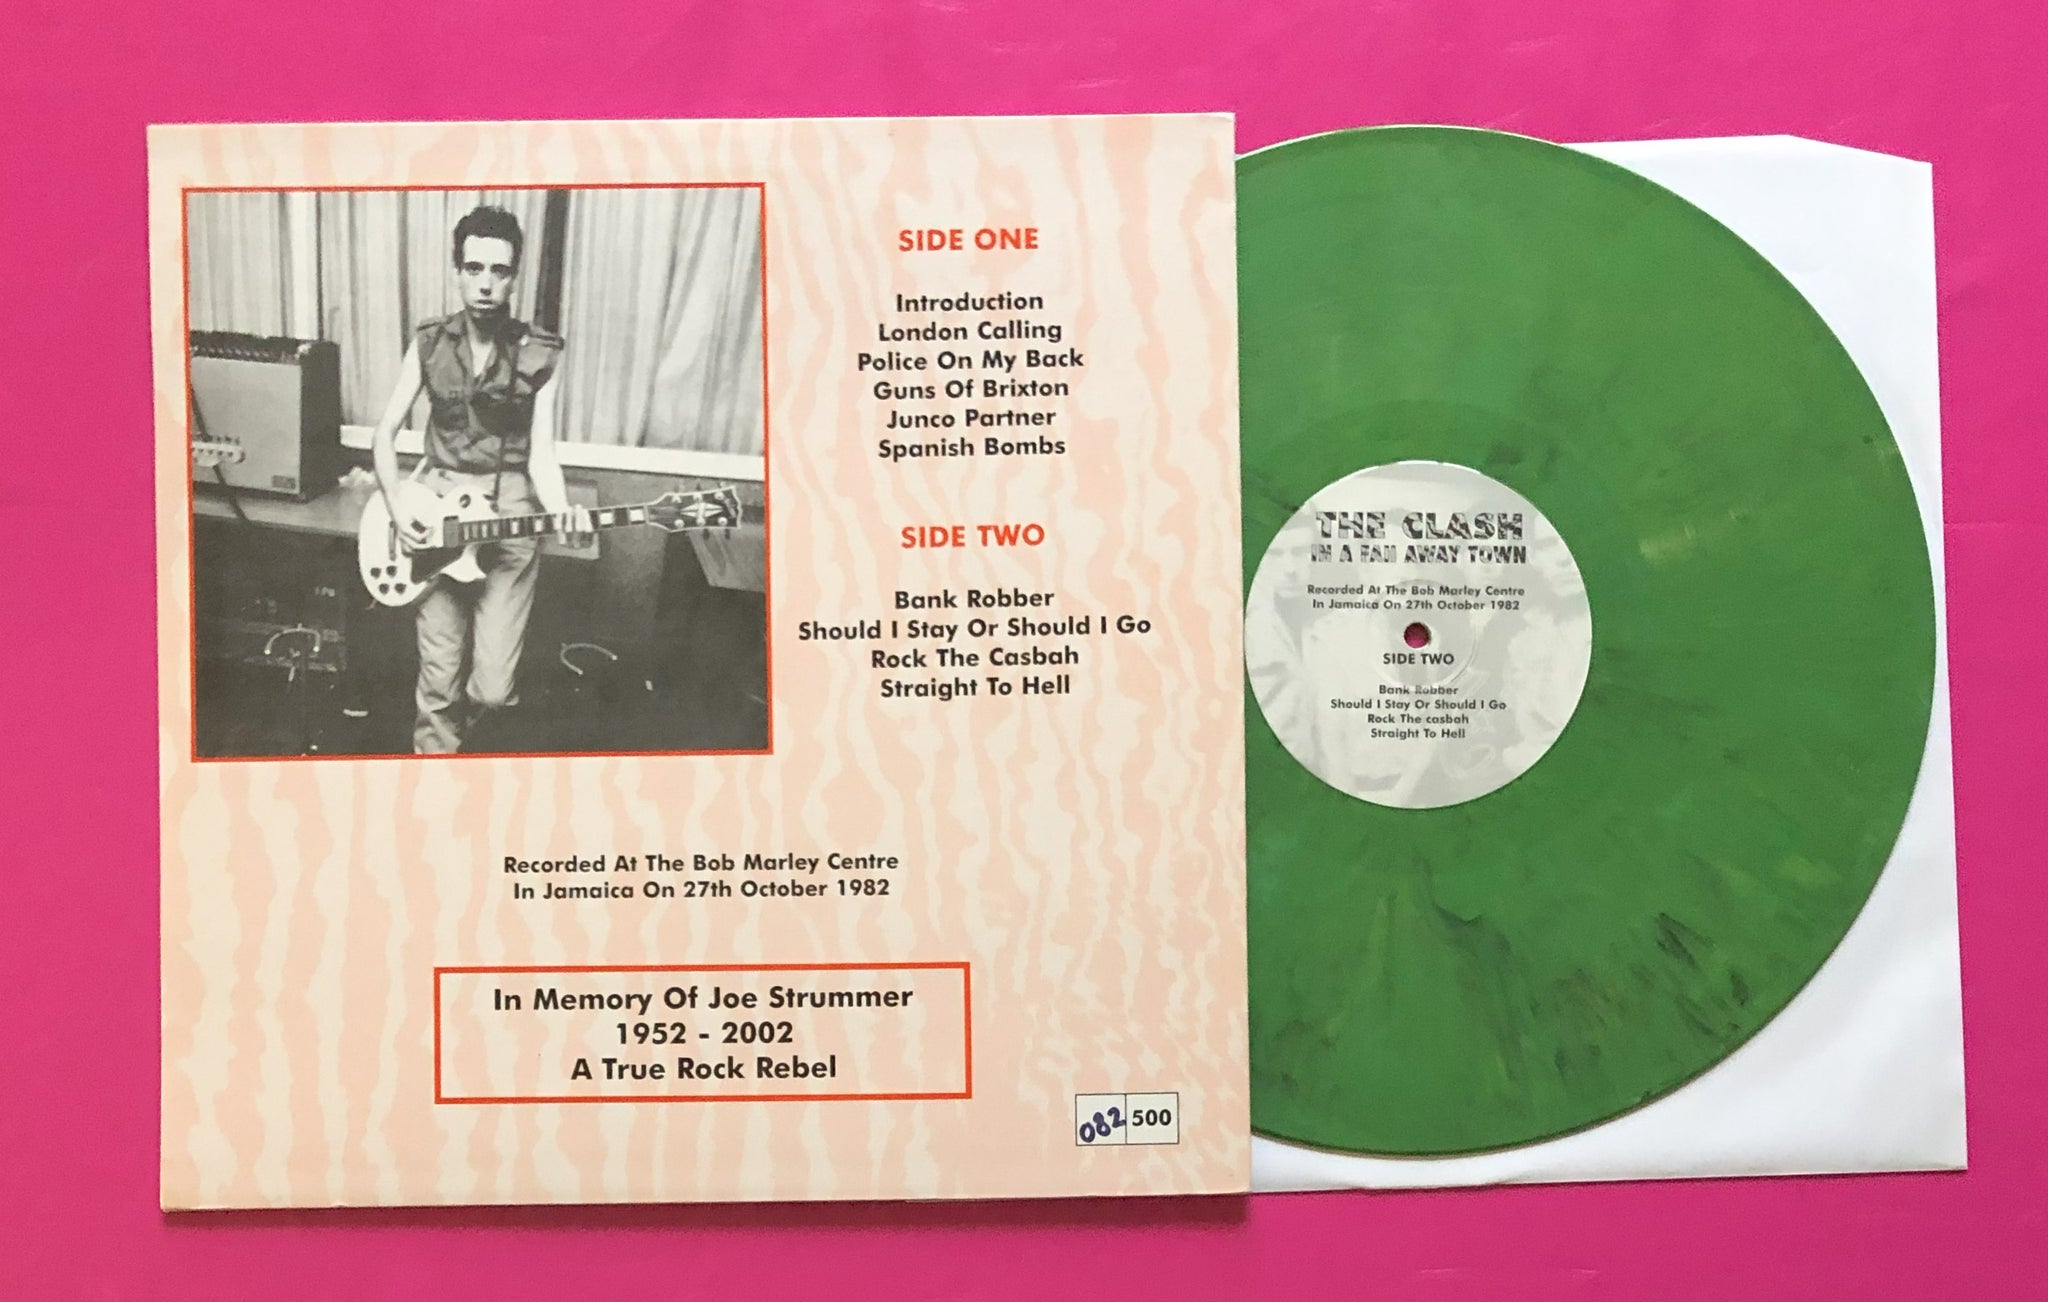 SIDE ONE
Introduction
London Calling
Police On My Back
Guns Of Brixton
Junco Partner
Spanish Bombs
SIDE TWO
Bank Robber
Should I Stay Or Should I Go
Rock The Casbah
Straight To Hell
Recorded At The Bob Marley Centre
In Jamaica On 27th October 1982
In Memory Of Joe Strummer
1952 - 2002
A True Rock Rebel
082 500
THE CLASH
IN A FAR AWAY TOWN
Recorded At The Bob Marley Centre
In Jamaica On 27th October 1982
SIDE TWO
Bank Robber
Should I Stay Or Should I Go
Rock The casbah
Straight To Hell